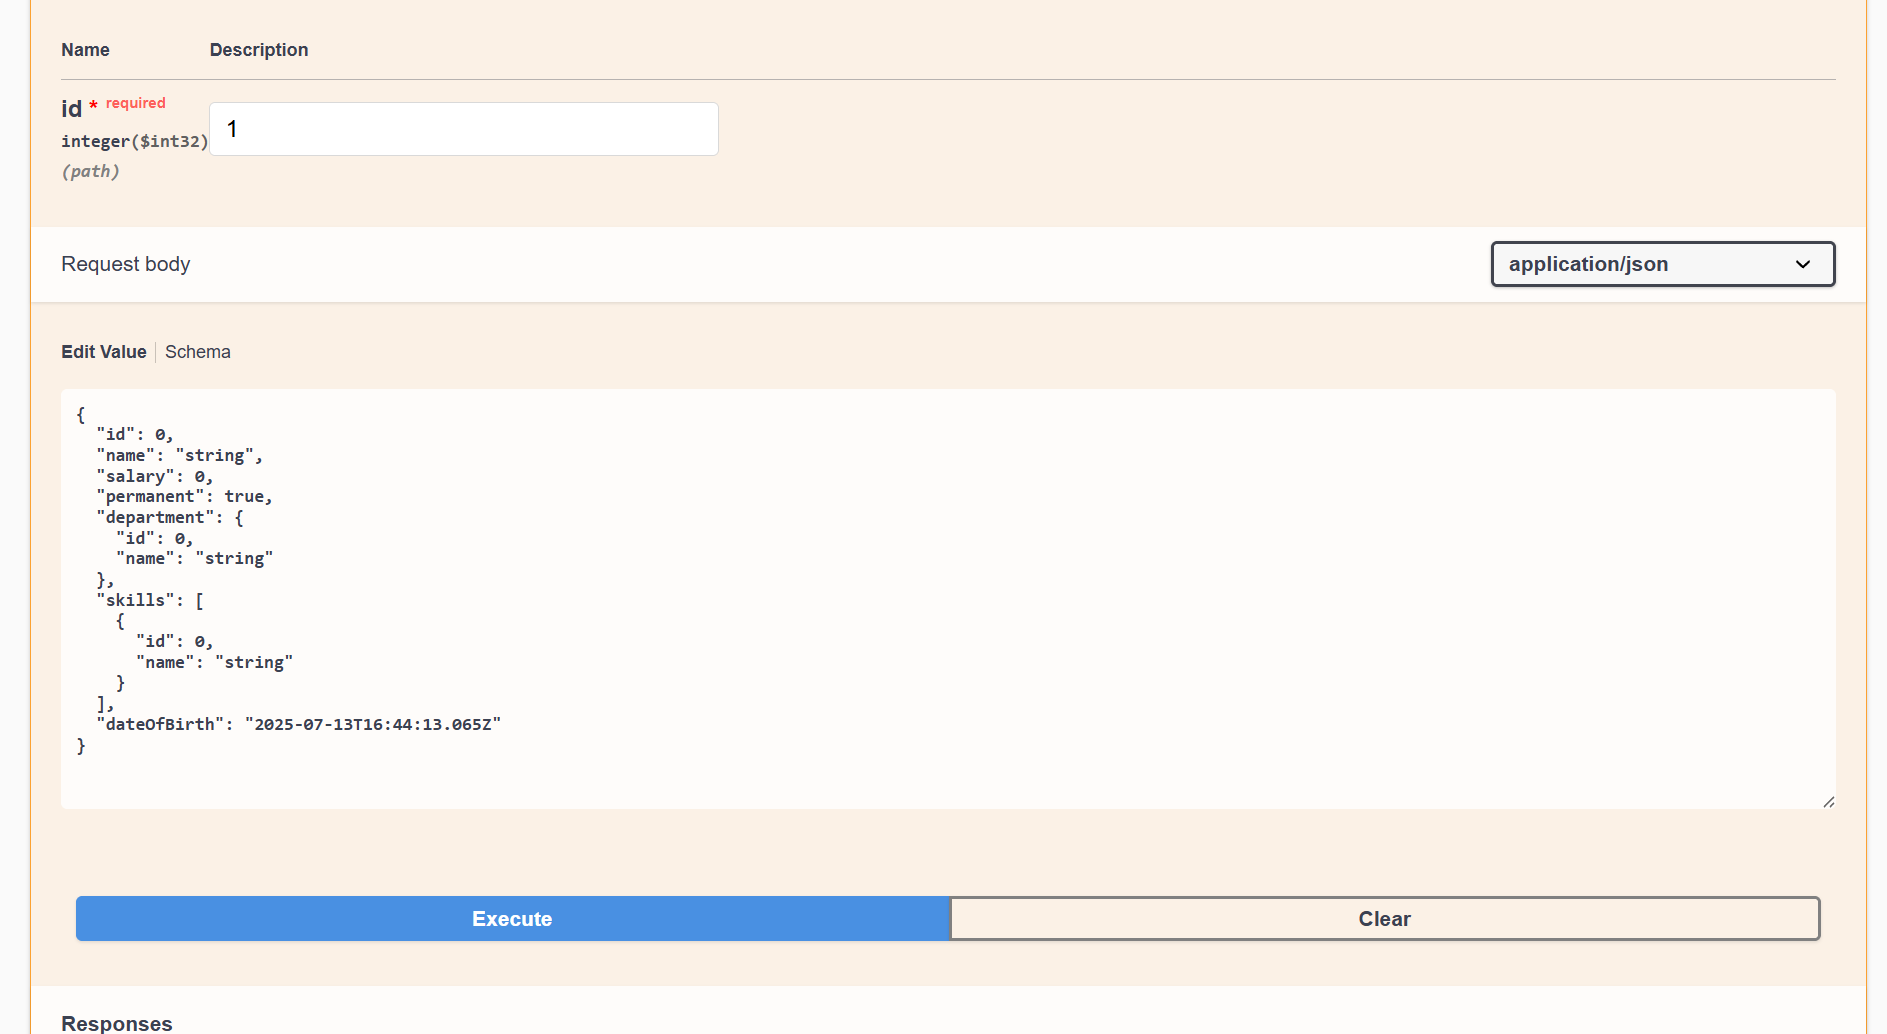 Name Description
id * required
integer($int32)
1
(path)
Request body
application/json
Edit Value | Schema
{
  "id": 0,
  "name": "string",
  "salary": 0,
  "permanent": true,
  "department": {
    "id": 0,
    "name": "string"
  },
  "skills": [
    {
      "id": 0,
      "name": "string"
    }
  ],
  "dateOfBirth": "2025-07-13T16:44:13.065Z"
}
Execute
Clear
Responses